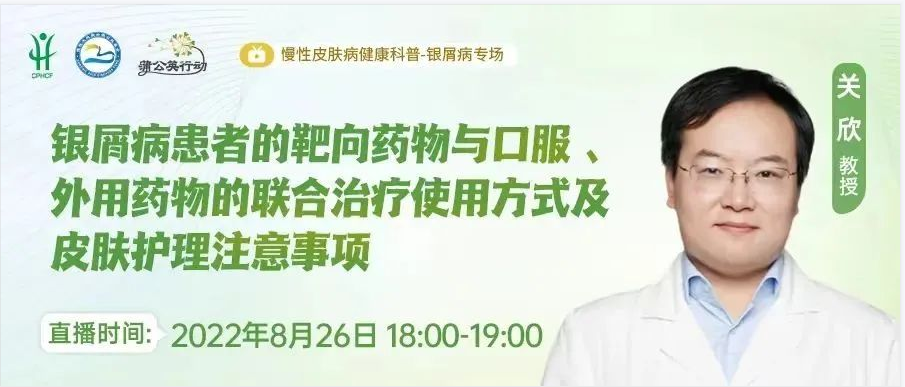 CPHCF
蒲公英行动
慢性皮肤病健康科普-银屑病专场
银屑病患者的靶向药物与口服、
外用药物的联合治疗使用方式及
皮肤护理注意事项
直播时间: 2022年8月26日 18:00-19:00
关欣 教授